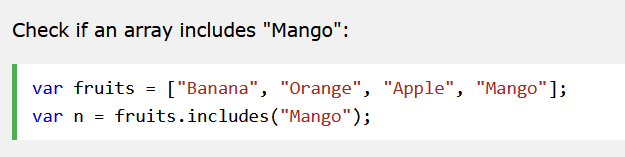 Check if an array includes "Mango":
var fruits = ["Banana", "Orange", "Apple", "Mango"];
var n = fruits.includes("Mango");